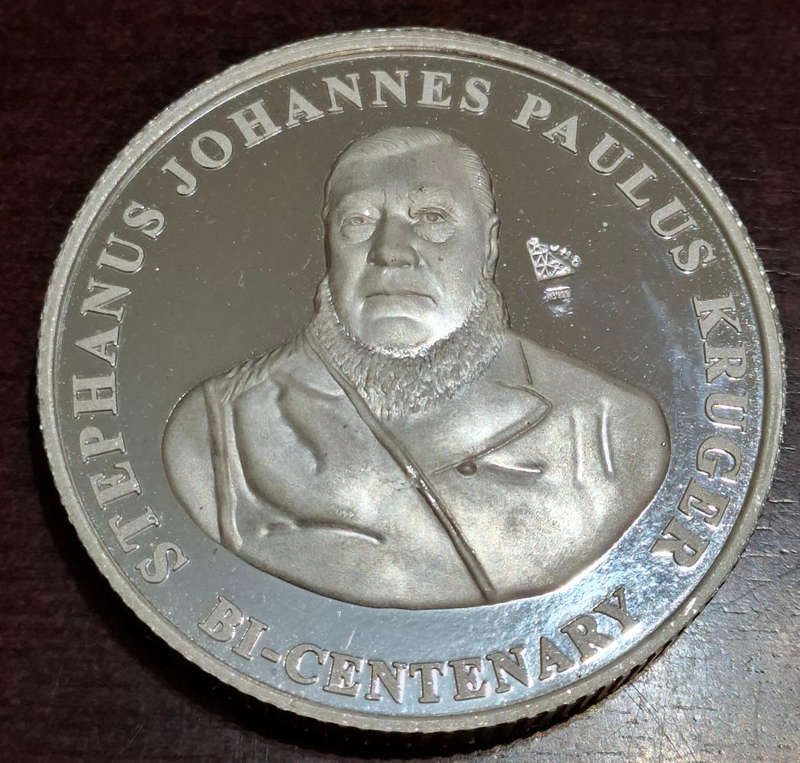 STEPHANUS JOHANNES PAULUS KRUGER
BI-CENTENARY